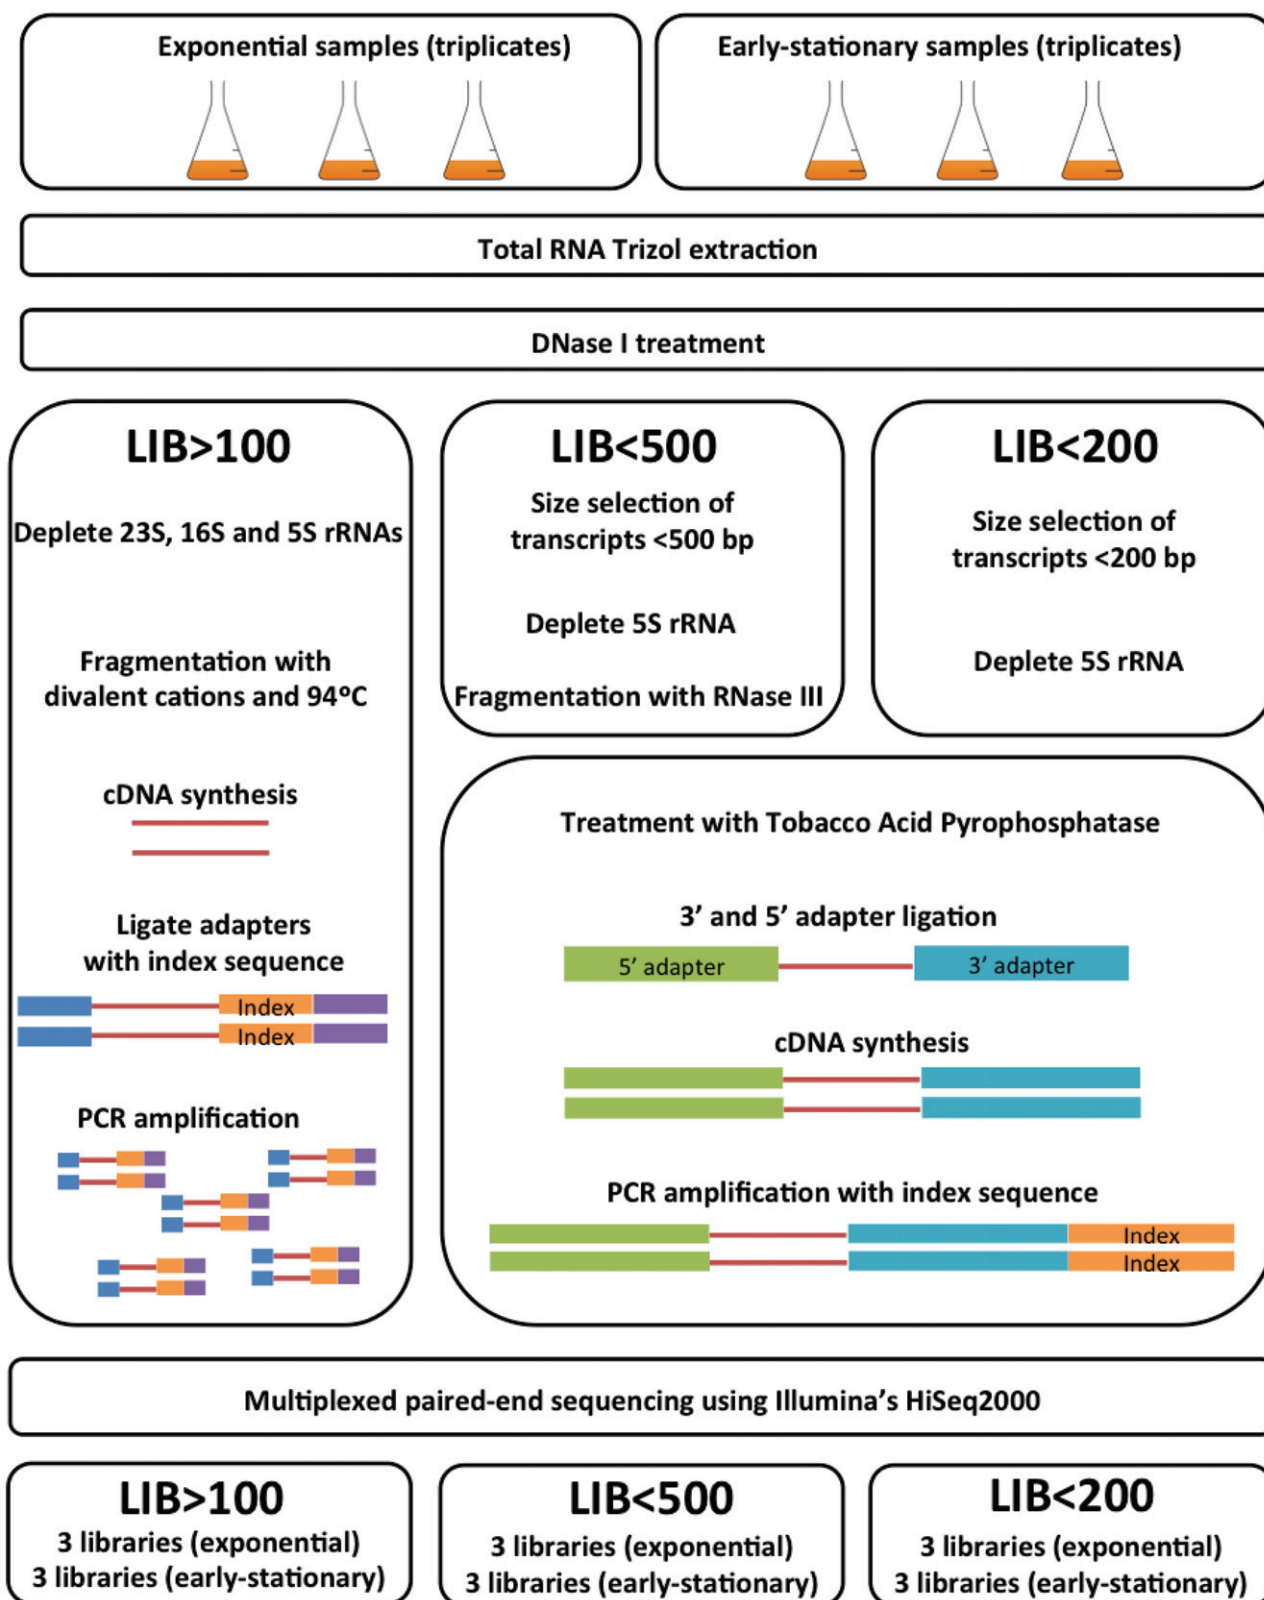 Exponential samples (triplicates)
Early-stationary samples (triplicates)
Total RNA Trizol extraction
DNase I treatment
LIB>100
Deplete 23S, 16S and 5S rRNAs
Fragmentation with
divalent cations and 94ºC
cDNA synthesis
Ligate adapters
with index sequence
Index
Index
PCR amplification
LIB<500
Size selection of
transcripts <500 bp
Deplete 5S rRNA
Fragmentation with RNase III
LIB<200
Size selection of
transcripts <200 bp
Deplete 5S rRNA
Treatment with Tobacco Acid Pyrophosphatase
3’ and 5’ adapter ligation
5’ adapter
3’ adapter
cDNA synthesis
PCR amplification with index sequence
Index
Index
Multiplexed paired-end sequencing using Illumina’s HiSeq2000
LIB>100
3 libraries (exponential)
3 libraries (early-stationary)
LIB<500
3 libraries (exponential)
3 libraries (early-stationary)
LIB<200
3 libraries (exponential)
3 libraries (early-stationary)